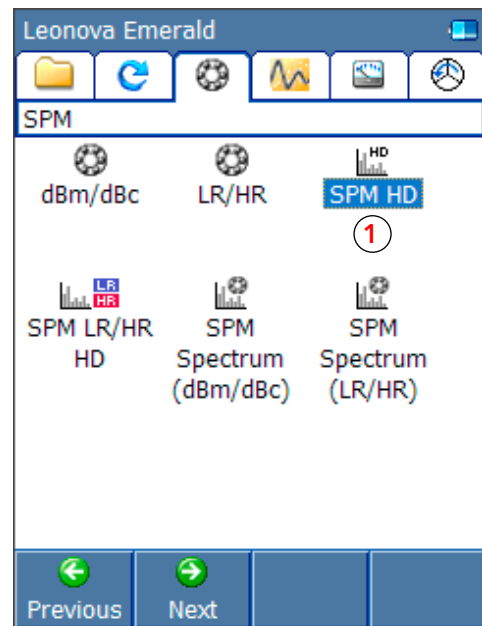 Leonova Emerald
SPM
dBm/dBc LR/HR SPM HD
HD
1
LR
HR
SPM LR/HR HD
SPM Spectrum (dBm/dBc)
SPM Spectrum (LR/HR)
Previous Next